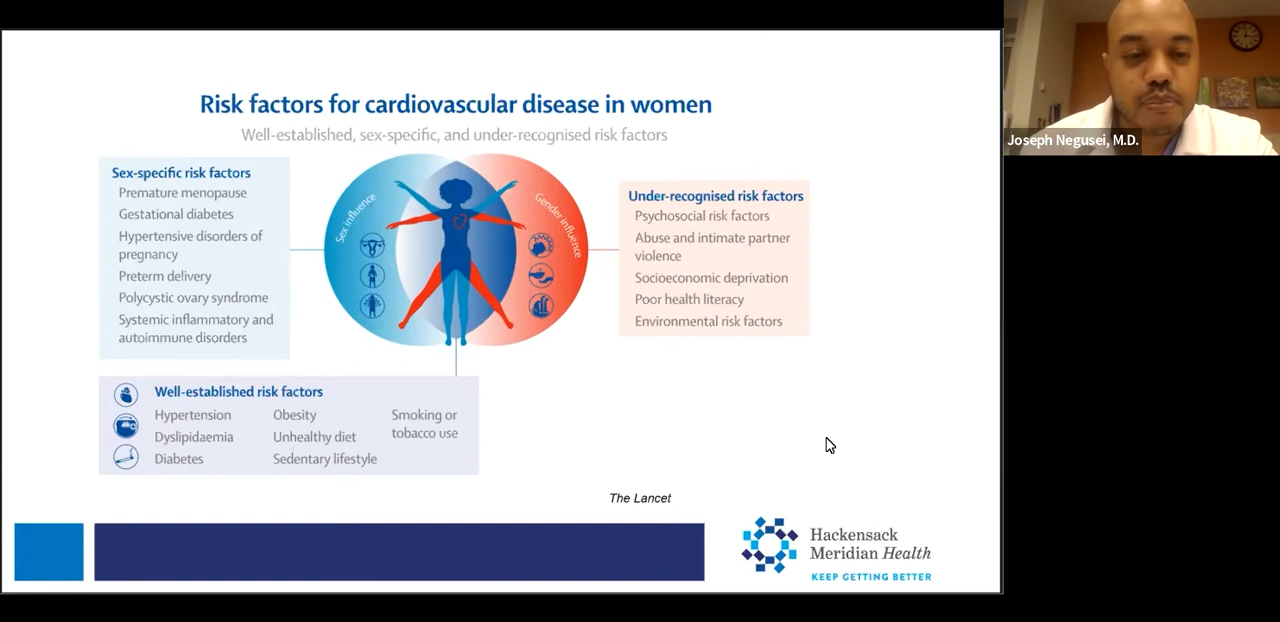 Risk factors for cardiovascular disease in women
Well-established, sex-specific, and under-recognised risk factors
Sex-specific risk factors
Premature menopause
Gestational diabetes
Hypertensive disorders of
pregnancy
Preterm delivery
Polycystic ovary syndrome
Systemic inflammatory and
autoimmune disorders
Sex influence
Gender influence
Under-recognised risk factors
Psychosocial risk factors
Abuse and intimate partner
violence
Socioeconomic deprivation
Poor health literacy
Environmental risk factors
Well-established risk factors
Hypertension
Dyslipidaemia
Diabetes
Obesity
Unhealthy diet
Sedentary lifestyle
Smoking or
tobacco use
The Lancet
Hackensack
Meridian Health
KEEP GETTING BETTER
Joseph Negusei, M.D.